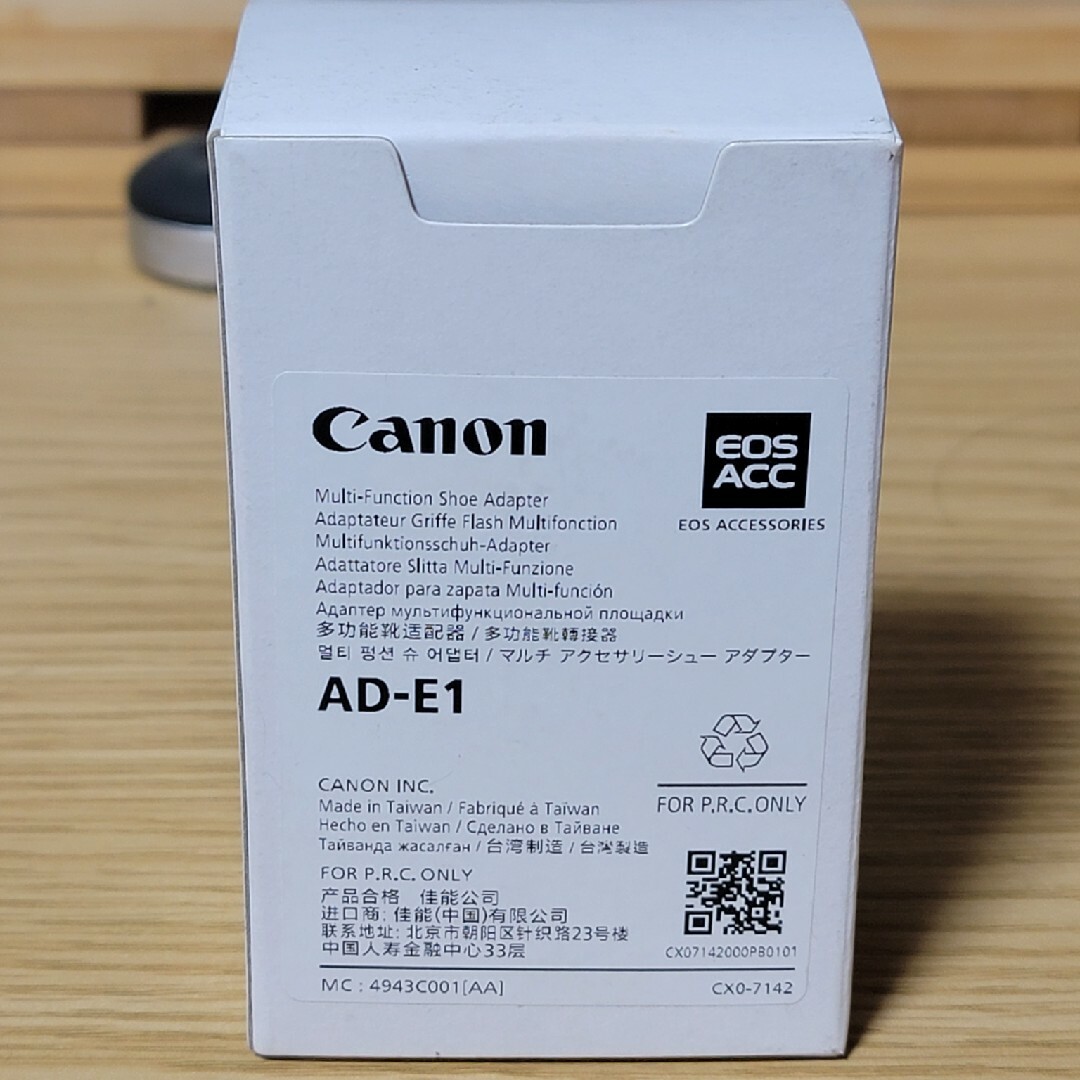 Canon
EOS
ACC
EOS ACCESSORIES
Multi-Function Shoe Adapter
Adaptateur Griffe Flash Multifonction
Multifunktionsschuh-Adapter
Adattatore Slitta Multi-Funzione
Adaptador para zapata Multi-función
Адаптер мультифункциональной площадки
多功能靴适配器 / 多功能靴轉接器
멀티 펑션 슈 어댑터 / マルチ アクセサリーシュー アダプター
AD-E1
CANON INC.
Made in Taiwan / Fabriqué à Taïwan
Hecho en Taiwan / Сделано в Тайване
Тайванда жасалған / 台湾制造 / 台灣製造
FOR P.R.C. ONLY
FOR P.R.C. ONLY
产品合格 佳能公司
进口商: 佳能(中国)有限公司
联系地址: 北京市朝阳区针织路23号楼
中国人寿金融中心33层
CX07142000PB0101
MC : 4943C001[AA]
CX0-7142